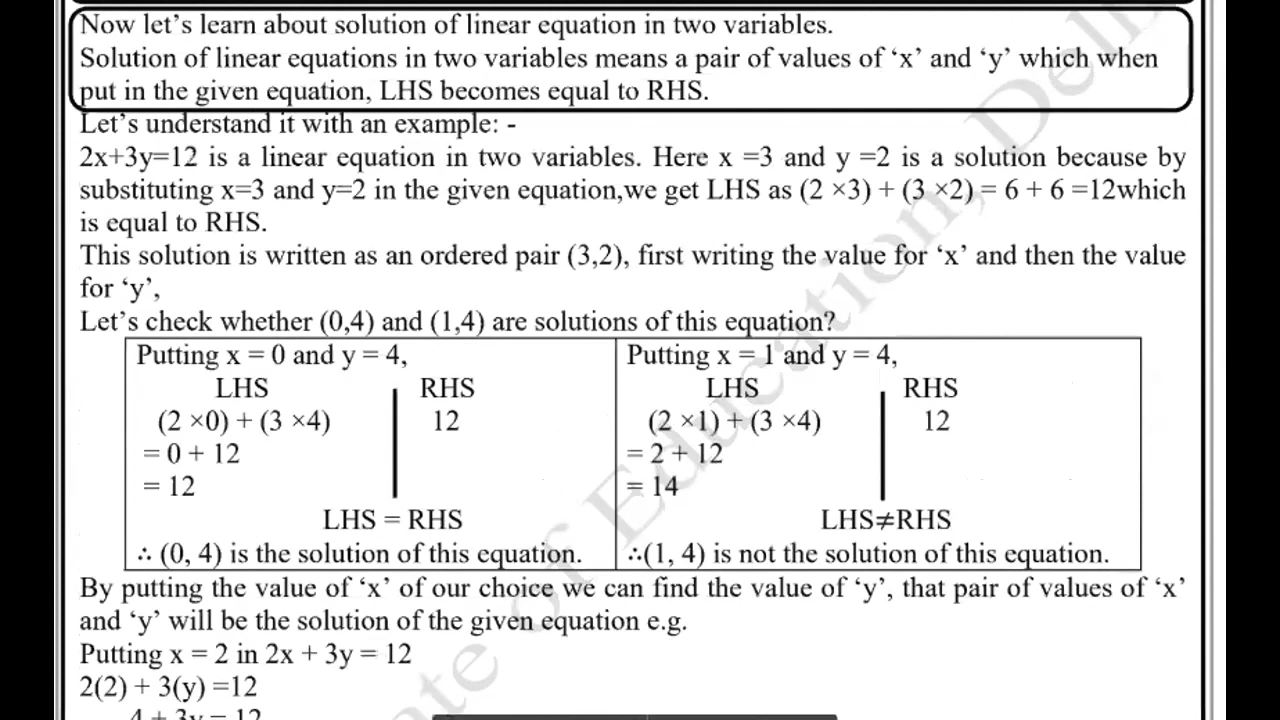 Now let’s learn about solution of linear equation in two variables.
Solution of linear equations in two variables means a pair of values of ‘x’ and ‘y’ which when
put in the given equation, LHS becomes equal to RHS.
Let’s understand it with an example: -
2x+3y=12 is a linear equation in two variables. Here x =3 and y =2 is a solution because by
substituting x=3 and y=2 in the given equation,we get LHS as (2 ×3) + (3 ×2) = 6 + 6 =12which
is equal to RHS.
This solution is written as an ordered pair (3,2), first writing the value for ‘x’ and then the value
for ‘y’,
Let’s check whether (0,4) and (1,4) are solutions of this equation?
Putting x = 0 and y = 4,
LHS RHS
(2 ×0) + (3 ×4) 12
= 0 + 12
= 12
LHS = RHS
∴ (0, 4) is the solution of this equation.
Putting x = 1 and y = 4,
LHS RHS
(2 ×1) + (3 ×4) 12
= 2 + 12
= 14
LHS≠RHS
∴(1, 4) is not the solution of this equation.
By putting the value of ‘x’ of our choice we can find the value of ‘y’, that pair of values of ‘x’
and ‘y’ will be the solution of the given equation e.g.
Putting x = 2 in 2x + 3y = 12
2(2) + 3(y) =12
4 + 3y = 12
of Education,